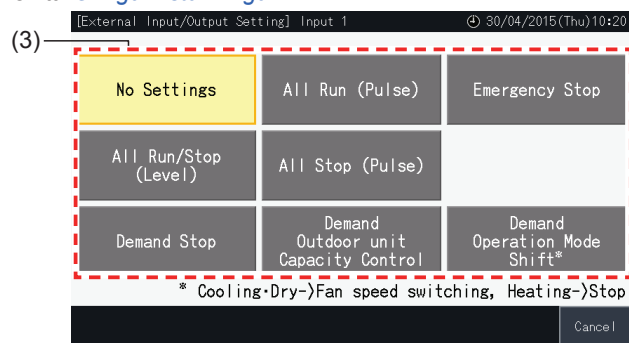 [External Input/Output Setting] Input 1 30/04/2015(Thu)10:20
(3)
No Settings All Run (Pulse) Emergency Stop
All Run/Stop
(Level)
All Stop (Pulse)
Demand Stop
Demand
Outdoor unit
Capacity Control
Demand
Operation Mode
Shift*
* Cooling·Dry->Fan speed switching, Heating->Stop
Cancel